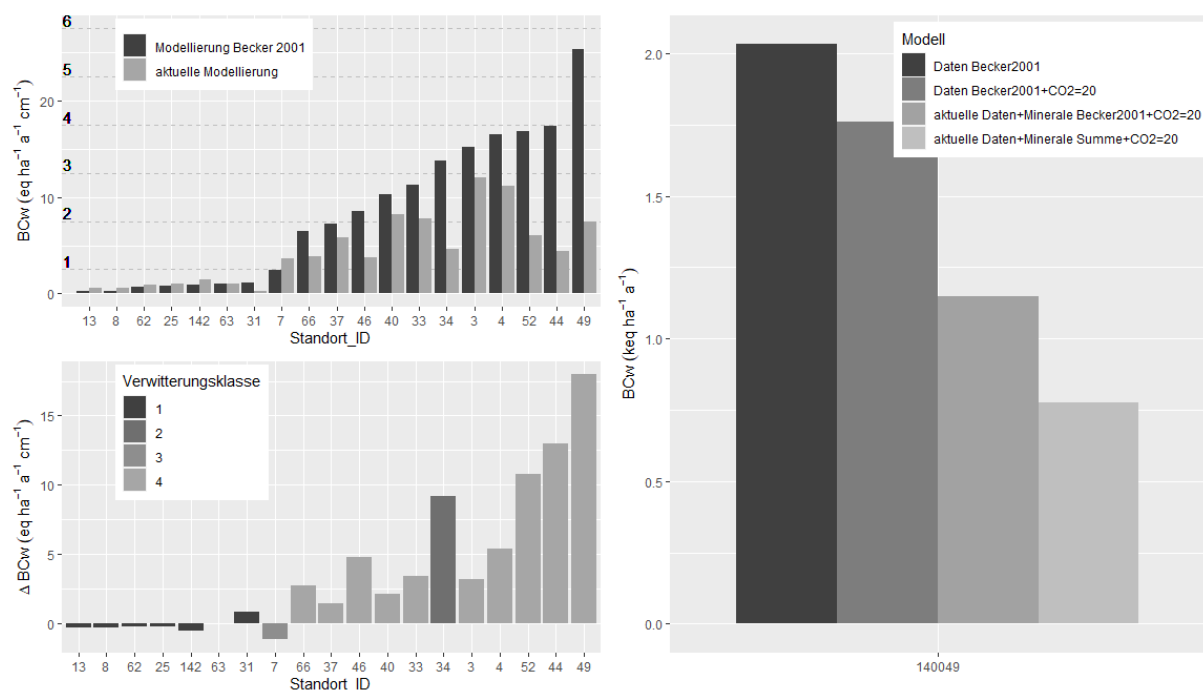 6
5
4
3
2
1
Modellierung Becker 2001
aktuelle Modellierung
BCw (eq ha⁻¹ a⁻¹ cm⁻¹)
20
10
0
13 8 62 25 142 63 31 7 66 37 46 40 33 34 3 4 52 44 49
Standort_ID
Verwitterungsklasse
1
2
3
4
Δ BCw (eq ha⁻¹ a⁻¹ cm⁻¹)
15
10
5
0
13 8 62 25 142 63 31 7 66 37 46 40 33 34 3 4 52 44 49
Standort_ID
Modell
Daten Becker2001
Daten Becker2001+CO2=20
aktuelle Daten+Minerale Becker2001+CO2=20
aktuelle Daten+Minerale Summe+CO2=20
BCw (keq ha⁻¹ a⁻¹)
2.0
1.5
1.0
0.5
0.0
140049